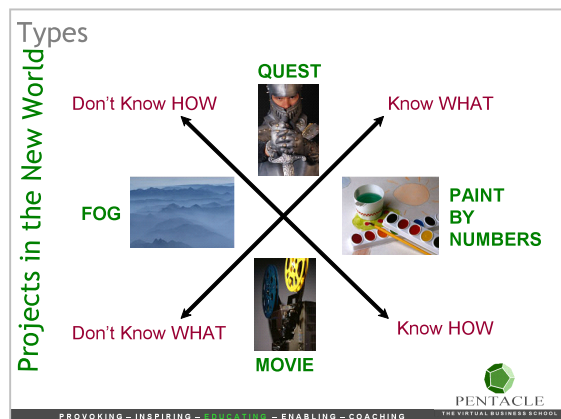 Types
Projects in the New World
QUEST
Don't Know HOW
Know WHAT
FOG
PAINT
BY
NUMBERS
Don't Know WHAT
Know HOW
MOVIE
PENTACLE
THE VIRTUAL BUSINESS SCHOOL
PROVOKING – INSPIRING – EDUCATING – ENABLING – COACHING